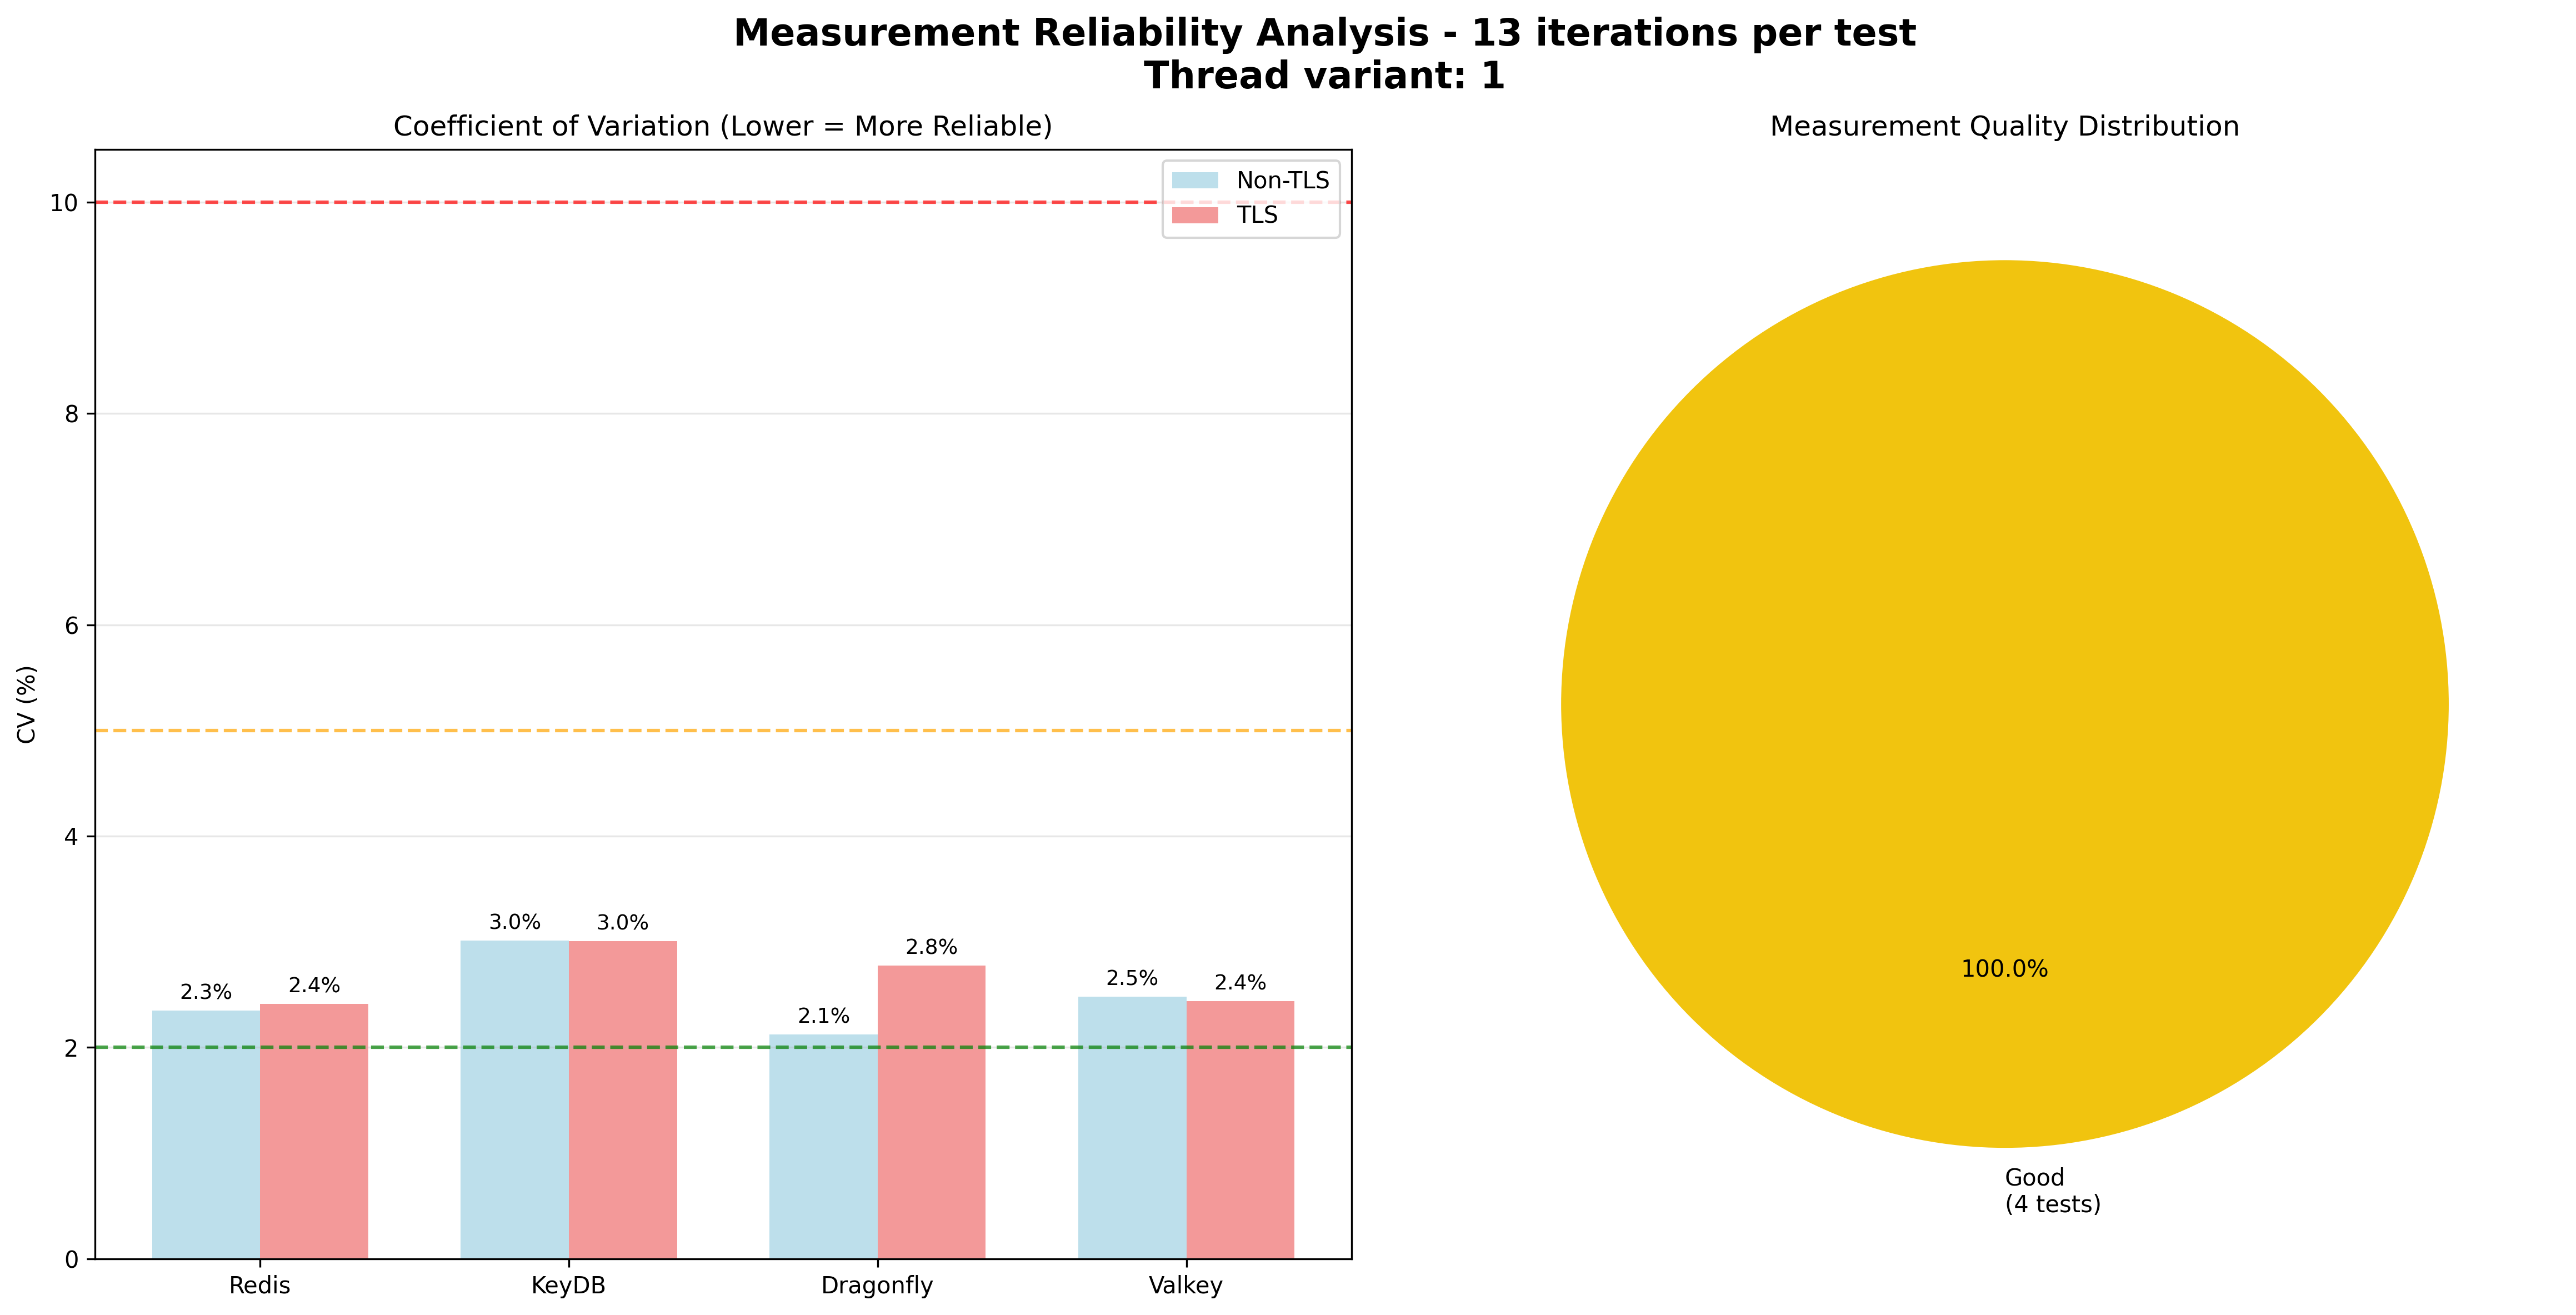 Measurement Reliability Analysis - 13 iterations per test
Thread variant: 1
Coefficient of Variation (Lower = More Reliable)
Non-TLS
TLS
CV (%)
10
8
6
4
2
0
2.3%
2.4%
3.0%
3.0%
2.1%
2.8%
2.5%
2.4%
Redis
KeyDB
Dragonfly
Valkey
Measurement Quality Distribution
100.0%
Good
(4 tests)